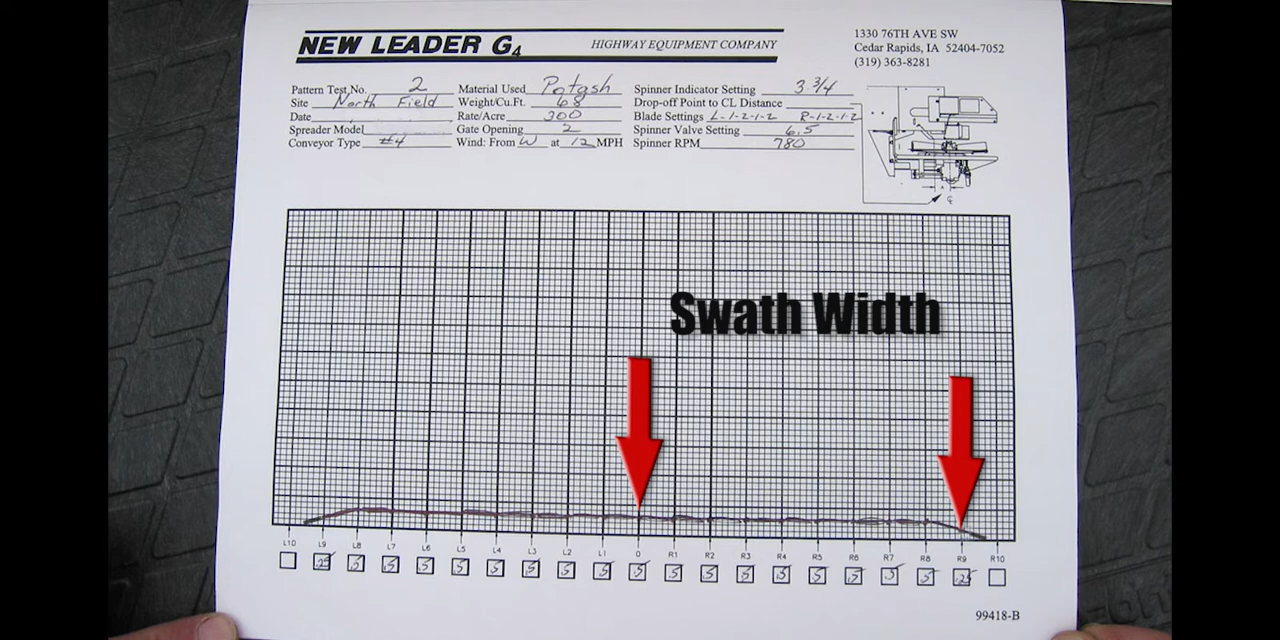 NEW LEADER G4
HIGHWAY EQUIPMENT COMPANY
1330 76TH AVE SW
Cedar Rapids, IA 52404-7052
(319) 363-8281
Pattern Test No. 2 Material Used Potash Spinner Indicator Setting 3 3/4
Site North Field Weight/Cu.Ft. 68 Drop-off Point to CL Distance
Date Rate/Acre 300 Blade Settings L-1-2-1-2 R-1-2-1-2
Spreader Model Gate Opening 2 Spinner Valve Setting 6.5
Conveyor Type #4 Wind: From W at 12 MPH Spinner RPM 780
Swath Width
L10 L9 L8 L7 L6 L5 L4 L3 L2 L1 0 R1 R2 R3 R4 R5 R6 R7 R8 R9 R10
.25 .5 .5 .5 .5 .5 .5 .5 .5 .5 .5 .5 .5 .5 .5 .5 .5 .5 .25
99418-B